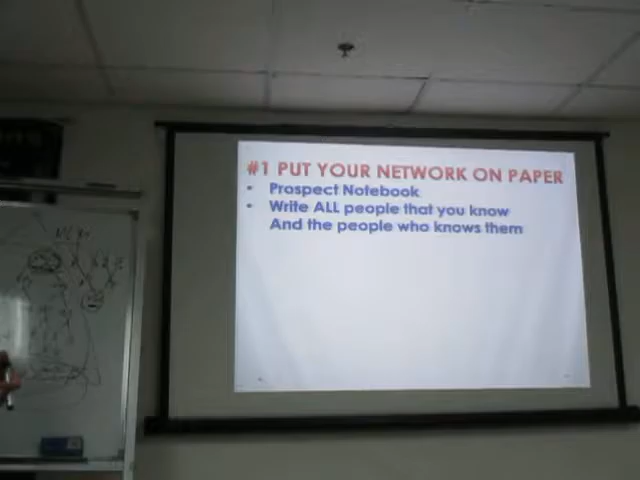 #1 PUT YOUR NETWORK ON PAPER
• Prospect Notebook
• Write ALL people that you know
And the people who knows them